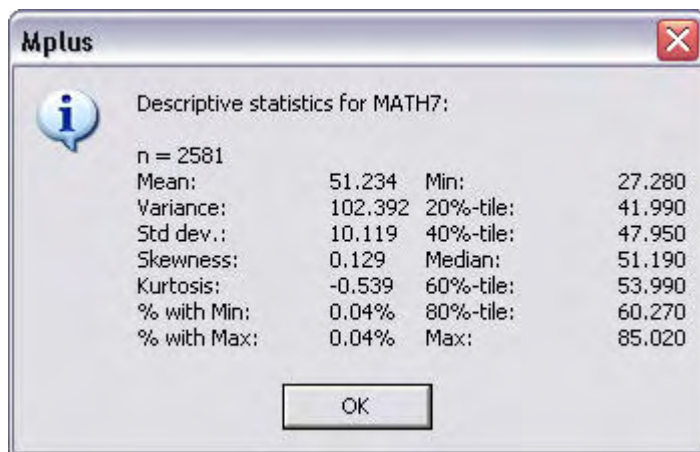 Mplus
Descriptive statistics for MATH7:
n = 2581
Mean: 51.234 Min: 27.280
Variance: 102.392 20%-tile: 41.990
Std dev.: 10.119 40%-tile: 47.950
Skewness: 0.129 Median: 51.190
Kurtosis: -0.539 60%-tile: 53.990
% with Min: 0.04% 80%-tile: 60.270
% with Max: 0.04% Max: 85.020
OK